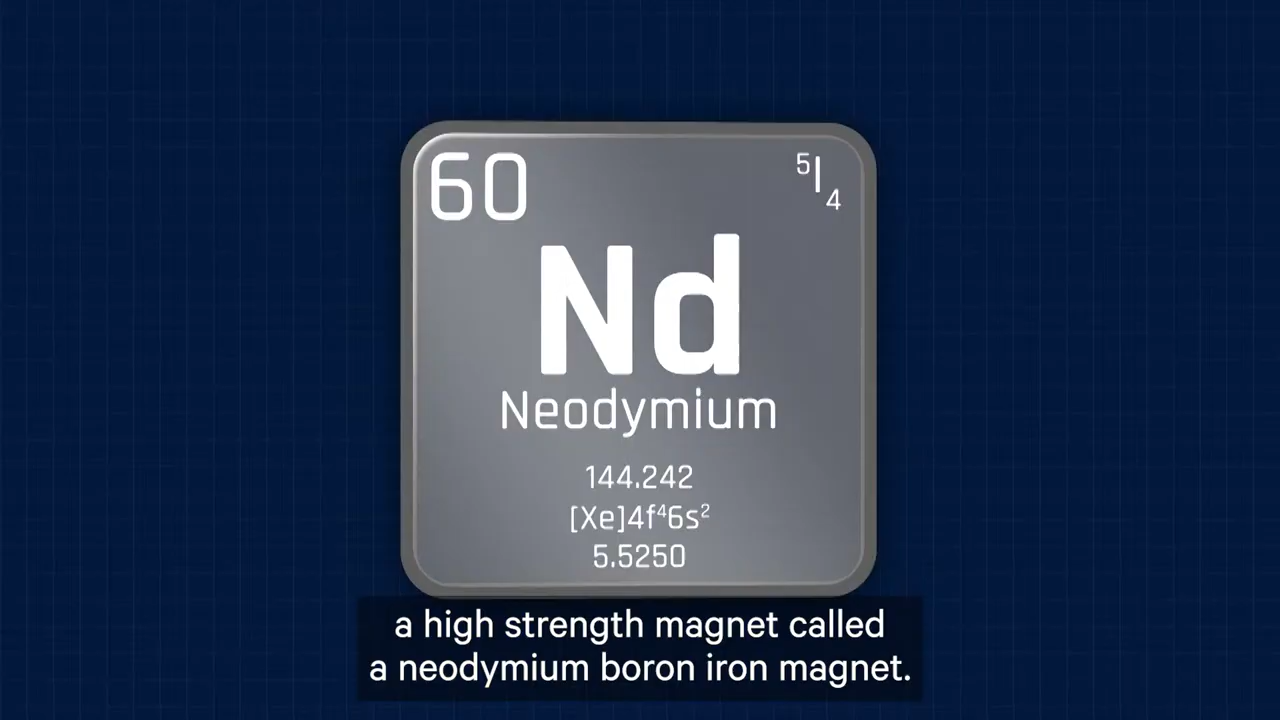 60
⁵I₄
Nd
Neodymium
144.242
[Xe]4f⁴6s²
5.5250
a high strength magnet called
a neodymium boron iron magnet.